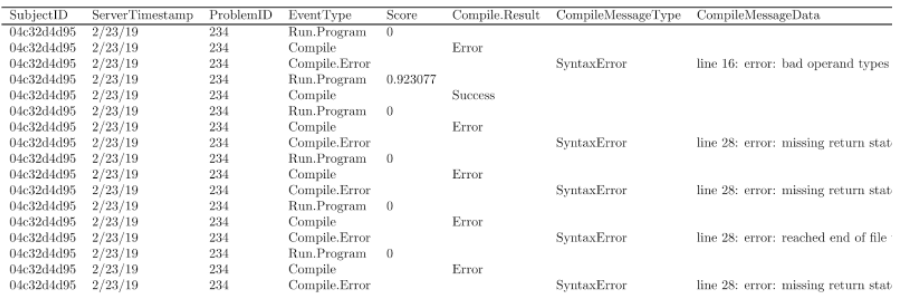 SubjectID ServerTimestamp ProblemID EventType Score Compile.Result CompileMessageType CompileMessageData
04c32d4d95 2/23/19 234 Run.Program 0
04c32d4d95 2/23/19 234 Compile Error
04c32d4d95 2/23/19 234 Compile.Error SyntaxError line 16: error: bad operand types
04c32d4d95 2/23/19 234 Run.Program 0.923077
04c32d4d95 2/23/19 234 Compile Success
04c32d4d95 2/23/19 234 Run.Program 0
04c32d4d95 2/23/19 234 Compile Error
04c32d4d95 2/23/19 234 Compile.Error SyntaxError line 28: error: missing return stat
04c32d4d95 2/23/19 234 Run.Program 0
04c32d4d95 2/23/19 234 Compile Error
04c32d4d95 2/23/19 234 Compile.Error SyntaxError line 28: error: missing return stat
04c32d4d95 2/23/19 234 Run.Program 0
04c32d4d95 2/23/19 234 Compile Error
04c32d4d95 2/23/19 234 Compile.Error SyntaxError line 28: error: reached end of file
04c32d4d95 2/23/19 234 Run.Program 0
04c32d4d95 2/23/19 234 Compile Error
04c32d4d95 2/23/19 234 Compile.Error SyntaxError line 28: error: missing return stat